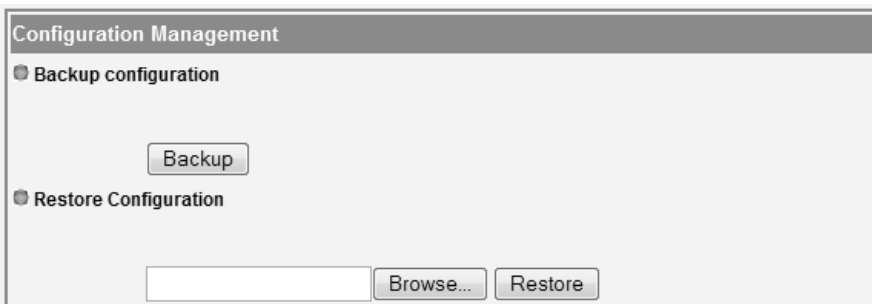 Configuration Management
Backup configuration
Backup
Restore Configuration
Browse... Restore